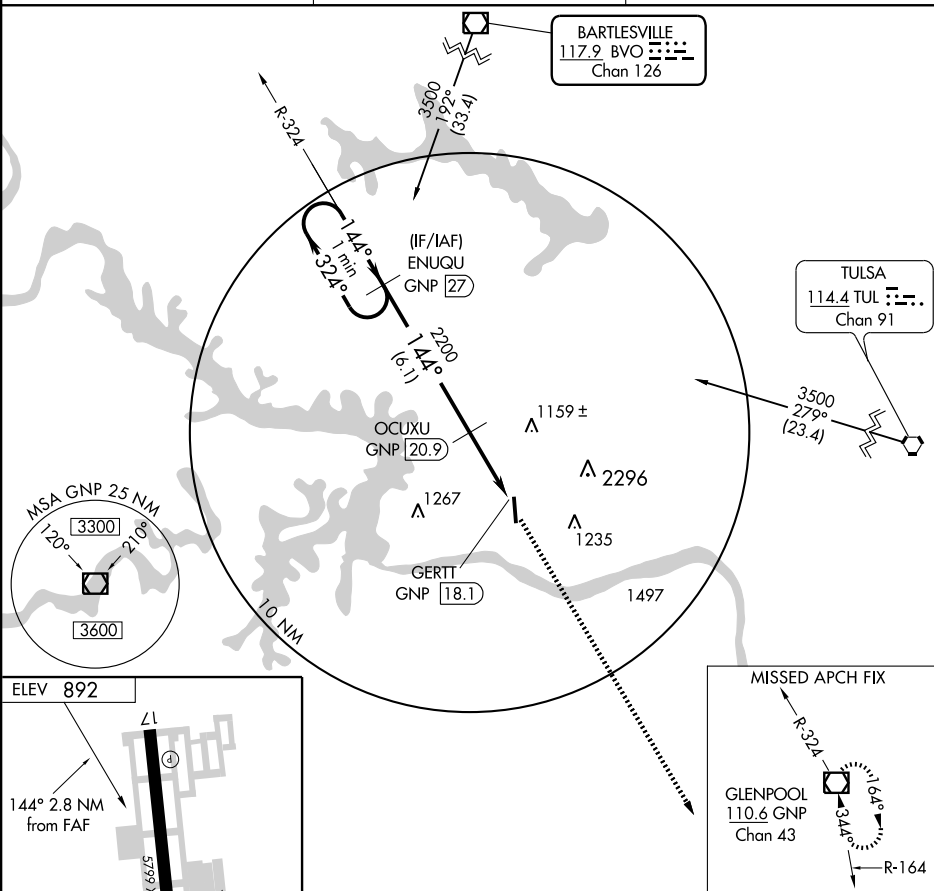 BARTLESVILLE
117.9 BVO
Chan 126
3500
192°
(33.4)
R-324
144°
1 min
324°
(IF/IAF)
ENUQU
GNP 27
2200
144°
(6.1)
TULSA
114.4 TUL
Chan 91
3500
279°
(23.4)
OCUXU
GNP 20.9
1159 ±
2296
1267
1235
GERTT
GNP 18.1
1497
10 NM
MSA GNP 25 NM
3300
120°
210°
3600
ELEV 892
17
P
144° 2.8 NM
from FAF
5799 X
MISSED APCH FIX
R-324
GLENPOOL
110.6 GNP
Chan 43
164°
344°
R-164